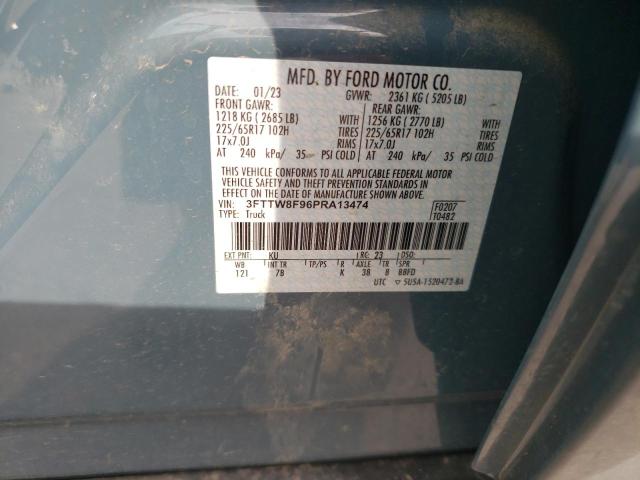 MFD. BY FORD MOTOR CO.
DATE: 01/23 GVWR: 2361 KG (5205 LB)
FRONT GAWR: REAR GAWR:
1218 KG (2685 LB) WITH 1256 KG (2770 LB) WITH
225/65R17 102H TIRES 225/65R17 102H TIRES
17x7.0J RIMS 17x7.0J RIMS
AT 240 kPa/ 35 PSI COLD AT 240 kPa/ 35 PSI COLD
THIS VEHICLE CONFORMS TO ALL APPLICABLE FEDERAL MOTOR
VEHICLE SAFETY AND THEFT PREVENTION STANDARDS IN
EFFECT ON THE DATE OF MANUFACTURE SHOWN ABOVE.
VIN: 3FTTW8F96PRA13474 F0207
TYPE: Truck T0482
EXT PNT: KU RC: 23 DSO:
WB INT TR TP/PS R AXLE TR SPR
121 7B K 38 8 BBFD
UTC ▽ 5U5A-1520472-BA